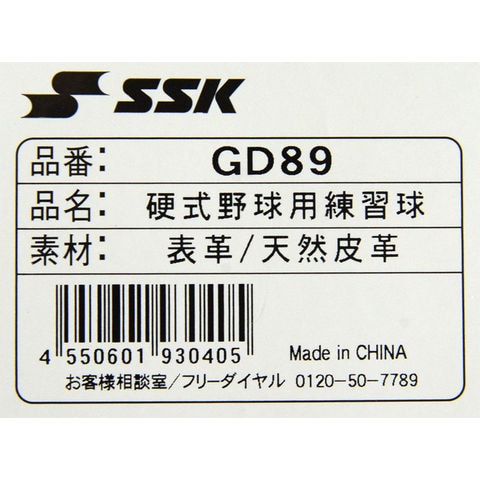 SSK
品番: GD89
品名: 硬式野球用練習球
素材: 表革/天然皮革
4 550601 930405 Made in CHINA
お客様相談室/フリーダイヤル 0120-50-7789